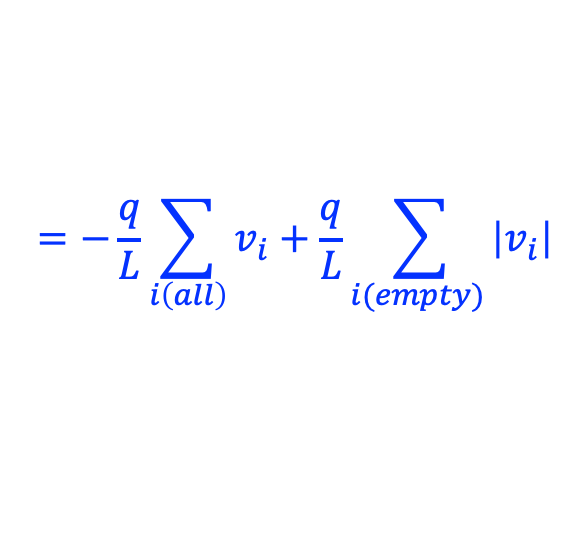 = − q/L ∑ i(all) v_i + q/L ∑ i(empty) |v_i|